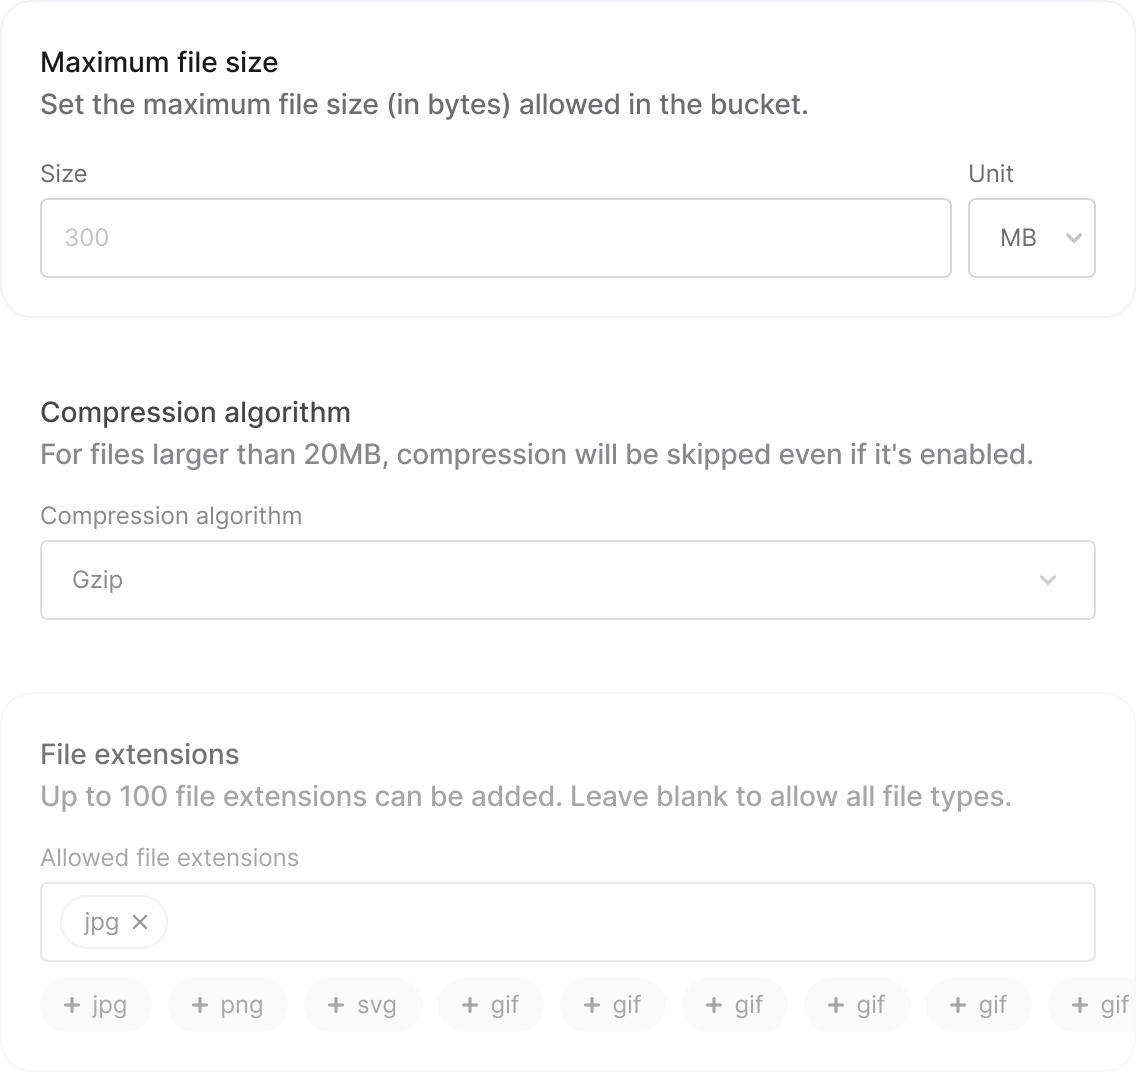 Maximum file size
Set the maximum file size (in bytes) allowed in the bucket.
Size Unit
300 MB
Compression algorithm
For files larger than 20MB, compression will be skipped even if it's enabled.
Compression algorithm
Gzip
File extensions
Up to 100 file extensions can be added. Leave blank to allow all file types.
Allowed file extensions
jpg ×
+ jpg + png + svg + gif + gif + gif + gif + gif + gif